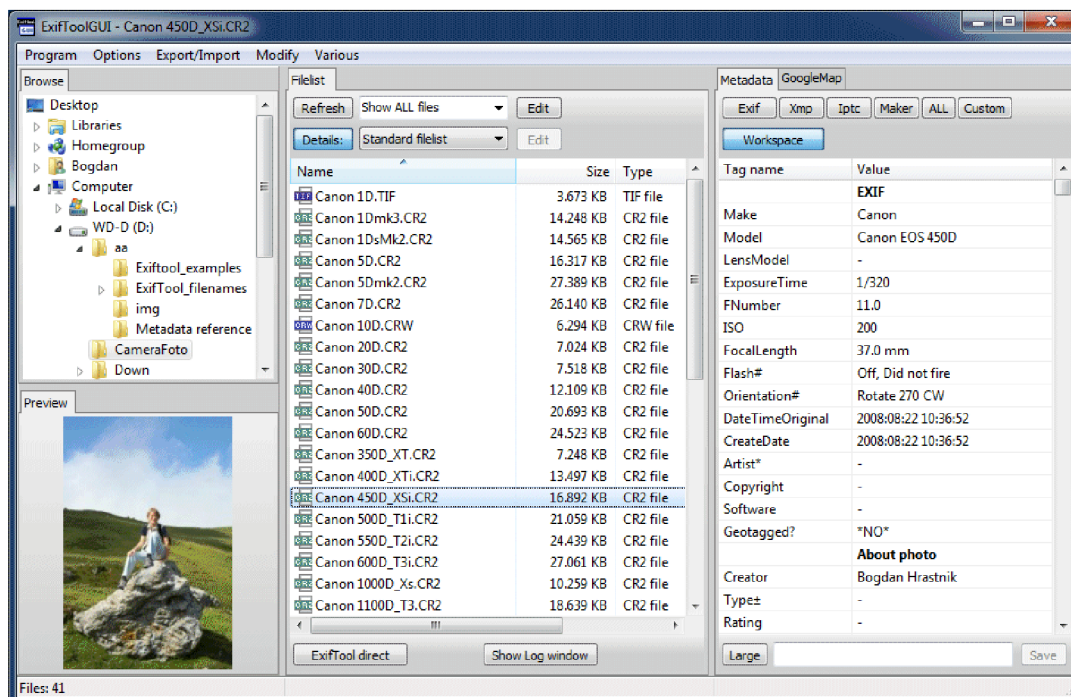 ExifToolGUI - Canon 450D_XSi.CR2
Program Options Export/Import Modify Various
Browse
Desktop
Libraries
Homegroup
Bogdan
Computer
Local Disk (C:)
WD-D (D:)
aa
Exiftool_examples
ExifTool_filenames
img
Metadata reference
CameraFoto
Down
Preview
Filelist
Refresh Show ALL files Edit
Details: Standard filelist Edit
Name Size Type
Canon 1D.TIF 3.673 KB TIF file
Canon 1Dmk3.CR2 14.248 KB CR2 file
Canon 1DsMk2.CR2 14.565 KB CR2 file
Canon 5D.CR2 16.317 KB CR2 file
Canon 5Dmk2.CR2 27.389 KB CR2 file
Canon 7D.CR2 26.140 KB CR2 file
Canon 10D.CRW 6.294 KB CRW file
Canon 20D.CR2 7.024 KB CR2 file
Canon 30D.CR2 7.518 KB CR2 file
Canon 40D.CR2 12.109 KB CR2 file
Canon 50D.CR2 20.693 KB CR2 file
Canon 60D.CR2 24.523 KB CR2 file
Canon 350D_XT.CR2 7.248 KB CR2 file
Canon 400D_XTi.CR2 13.497 KB CR2 file
Canon 450D_XSi.CR2 16.892 KB CR2 file
Canon 500D_T1i.CR2 21.059 KB CR2 file
Canon 550D_T2i.CR2 24.439 KB CR2 file
Canon 600D_T3i.CR2 27.061 KB CR2 file
Canon 1000D_Xs.CR2 10.259 KB CR2 file
Canon 1100D_T3.CR2 18.639 KB CR2 file
ExifTool direct Show Log window
Metadata GoogleMap
Exif Xmp Iptc Maker ALL Custom
Workspace
Tag name Value
EXIF
Make Canon
Model Canon EOS 450D
LensModel -
ExposureTime 1/320
FNumber 11.0
ISO 200
FocalLength 37.0 mm
Flash# Off, Did not fire
Orientation# Rotate 270 CW
DateTimeOriginal 2008:08:22 10:36:52
CreateDate 2008:08:22 10:36:52
Artist* -
Copyright -
Software -
Geotagged? *NO*
About photo
Creator Bogdan Hrastnik
Type± -
Rating -
Large Save
Files: 41